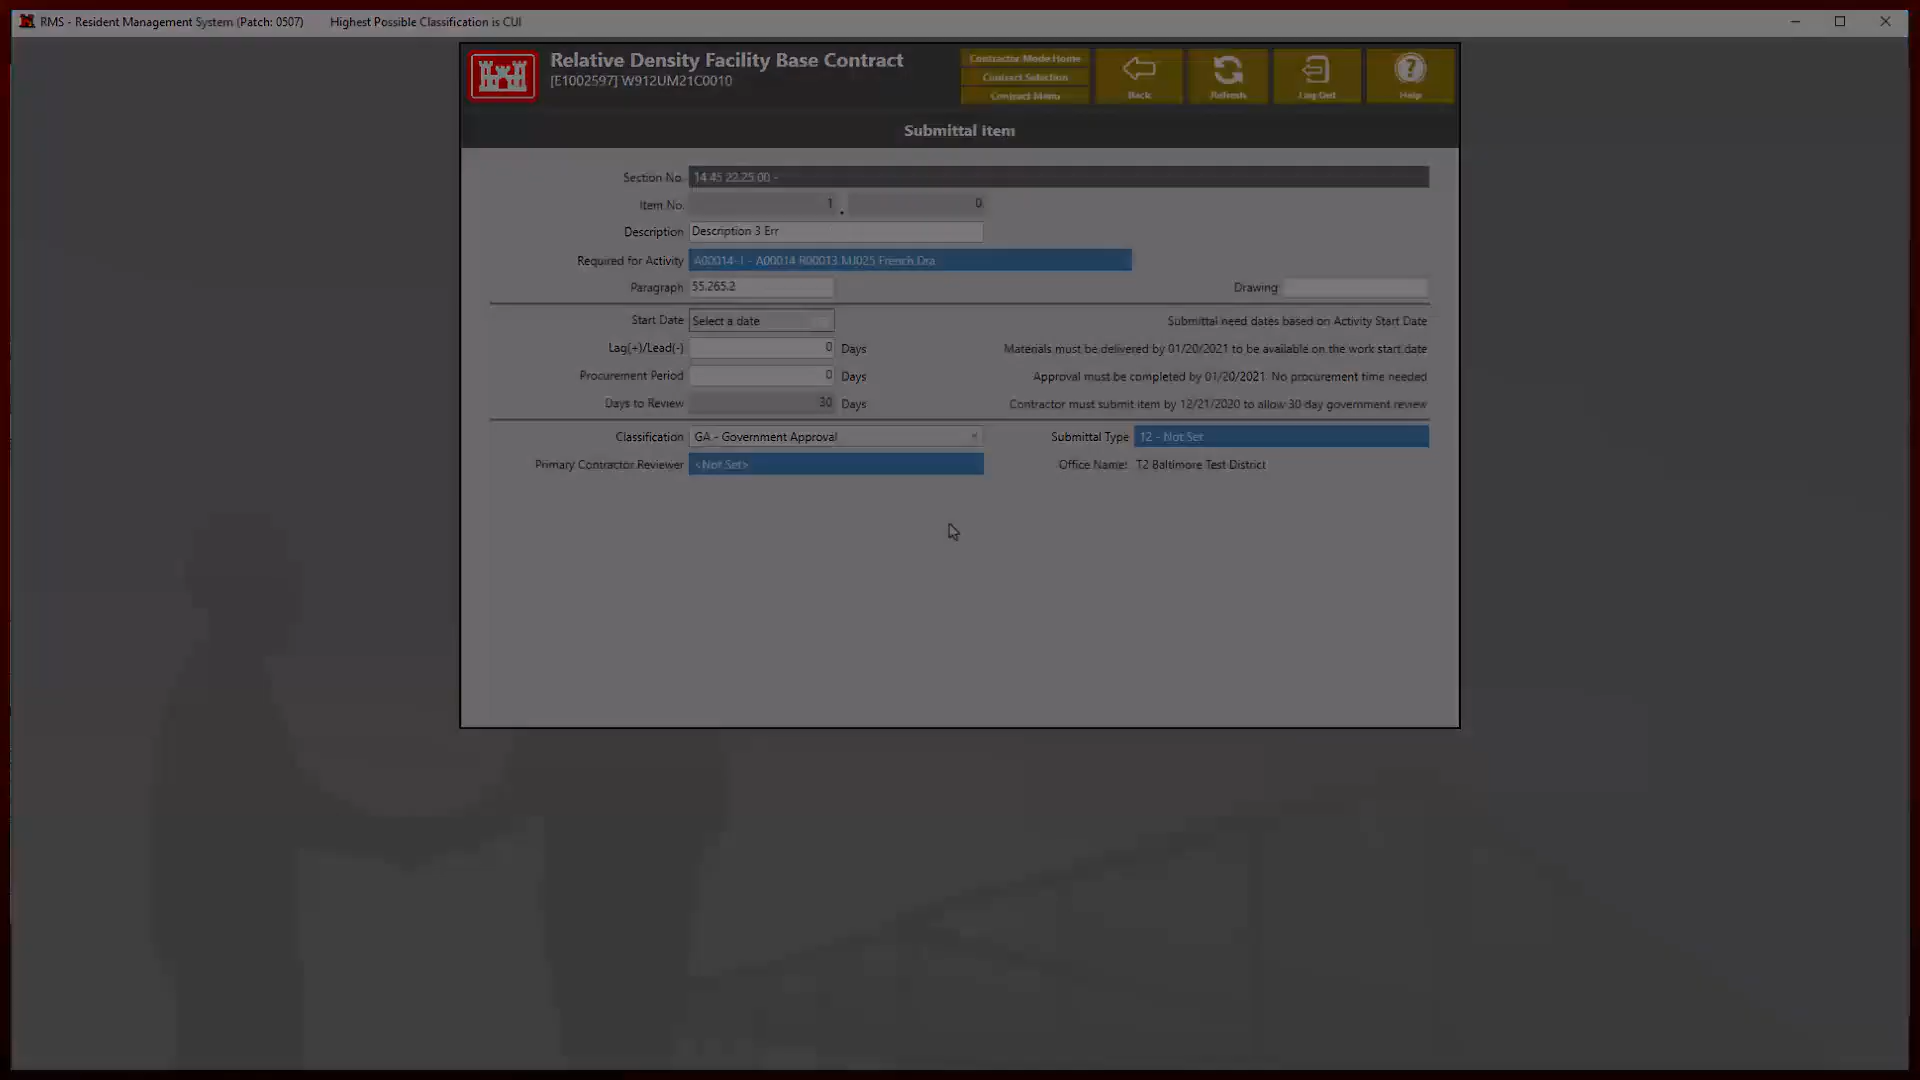 RMS - Resident Management System (Patch: 0507) Highest Possible Classification is CUI
Relative Density Facility Base Contract
[E1002597] W912UM21C0010
Contractor Mode Home
Contract Selection
Contract Menu
Back
Refresh
Log Out
Help
Submittal Item
Section No. 14 45 22.25 00 -
Item No. 1 . 0
Description Description 3 Err
Required for Activity A00014-1 - A00014 R00013 MJ025 French Dra
Paragraph 55.265.2 Drawing
Start Date Select a date Submittal need dates based on Activity Start Date
Lag(+)/Lead(-) 0 Days Materials must be delivered by 01/20/2021 to be available on the work start date
Procurement Period 0 Days Approval must be completed by 01/20/2021. No procurement time needed
Days to Review 30 Days Contractor must submit item by 12/21/2020 to allow 30 day government review
Classification GA - Government Approval Submittal Type 12 - Not Set
Primary Contractor Reviewer <Not Set> Office Name: T2 Baltimore Test District